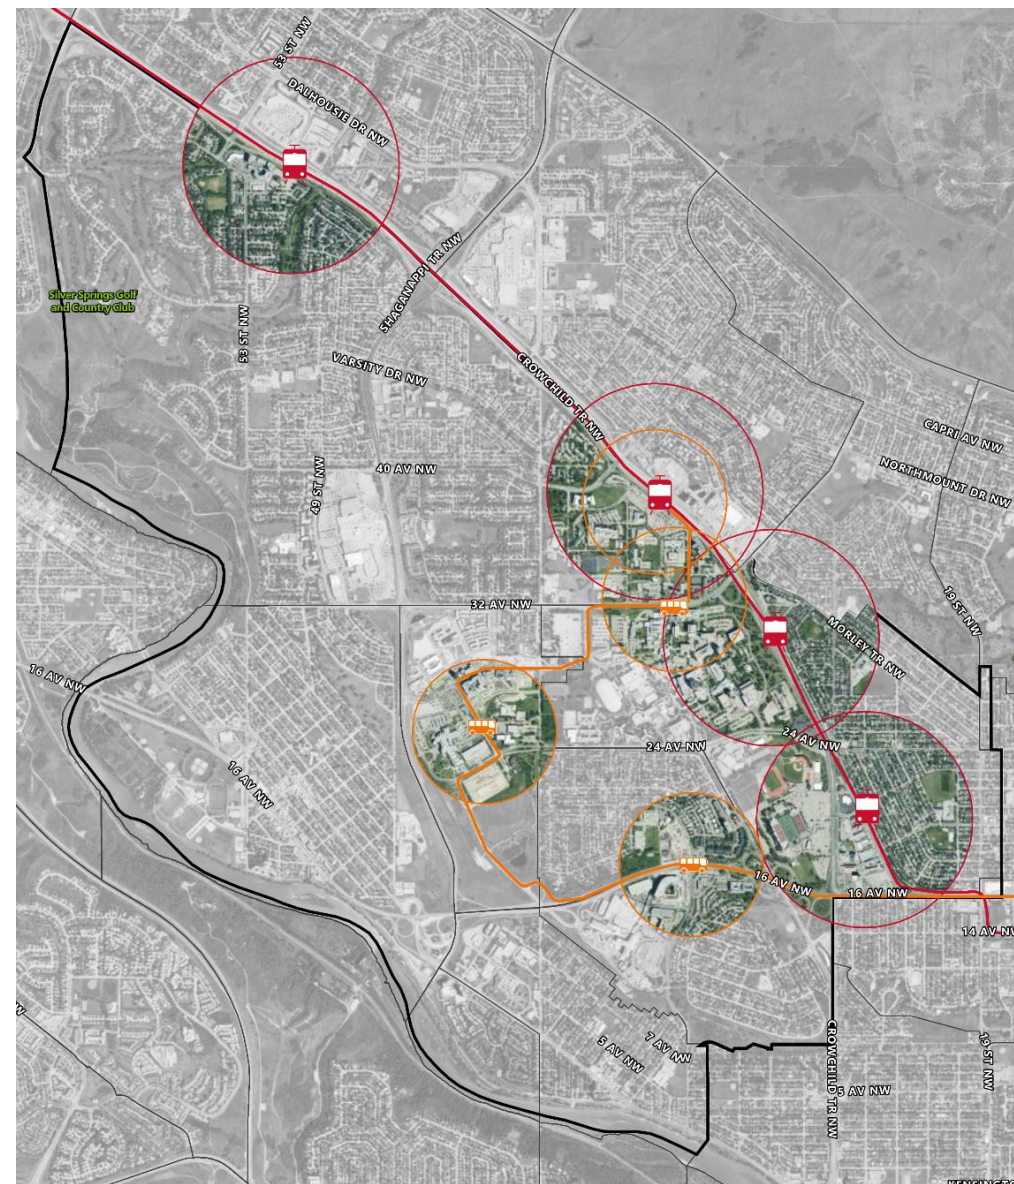 53 ST NW
DALHOUSIE DR NW
SHAGANAPPI TR NW
Silver Springs Golf
and Country Club
53 ST NW
VARSITY DR NW
CROWCHILD TR NW
CAPRI AV NW
40 AV NW
49 ST NW
NORTHMOUNT DR NW
32 AV NW
19 ST NW
MORLEY TR NW
16 AV NW
24 AV NW
24 AV NW
16 AV NW
16 AV NW
16 AV NW
14 AV NW
CROWCHILD TR NW
7 AV NW
5 AV NW
19 ST NW
5 AV NW